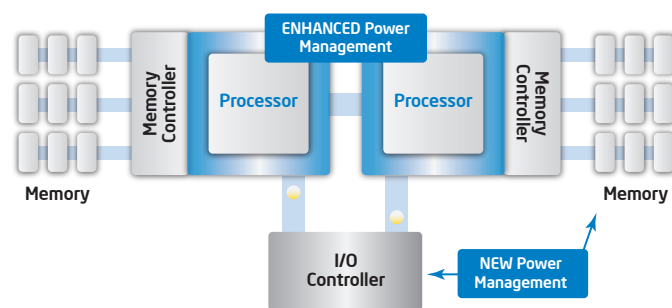 ENHANCED Power
Management
Memory
Controller
Processor
Processor
Memory
Controller
Memory
Memory
I/O
Controller
NEW Power
Management